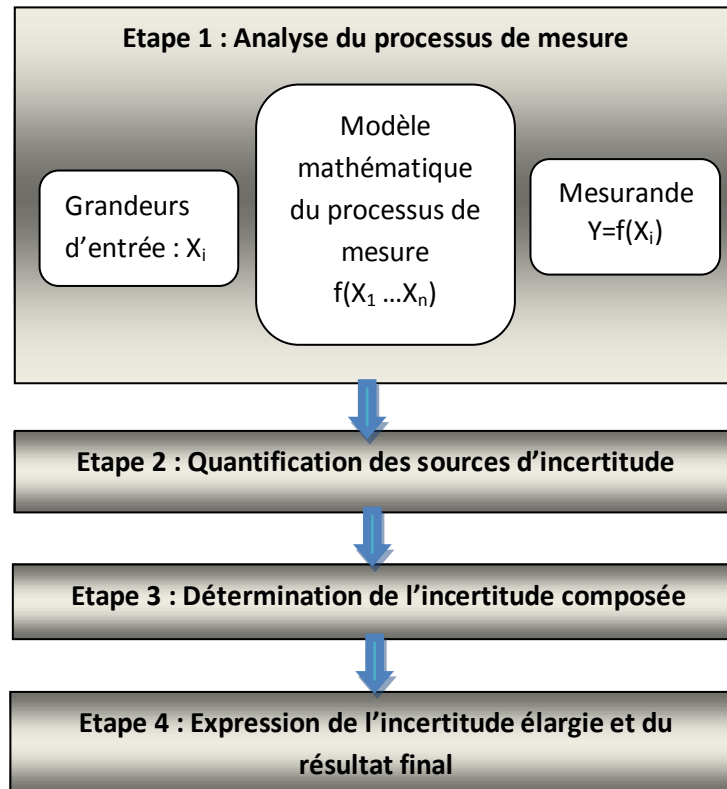 Etape 1 : Analyse du processus de mesure
Grandeurs
d’entrée : Xi
Modèle
mathématique
du processus de
mesure
f(X1 …Xn)
Mesurande
Y=f(Xi)
Etape 2 : Quantification des sources d’incertitude
Etape 3 : Détermination de l’incertitude composée
Etape 4 : Expression de l’incertitude élargie et du
résultat final